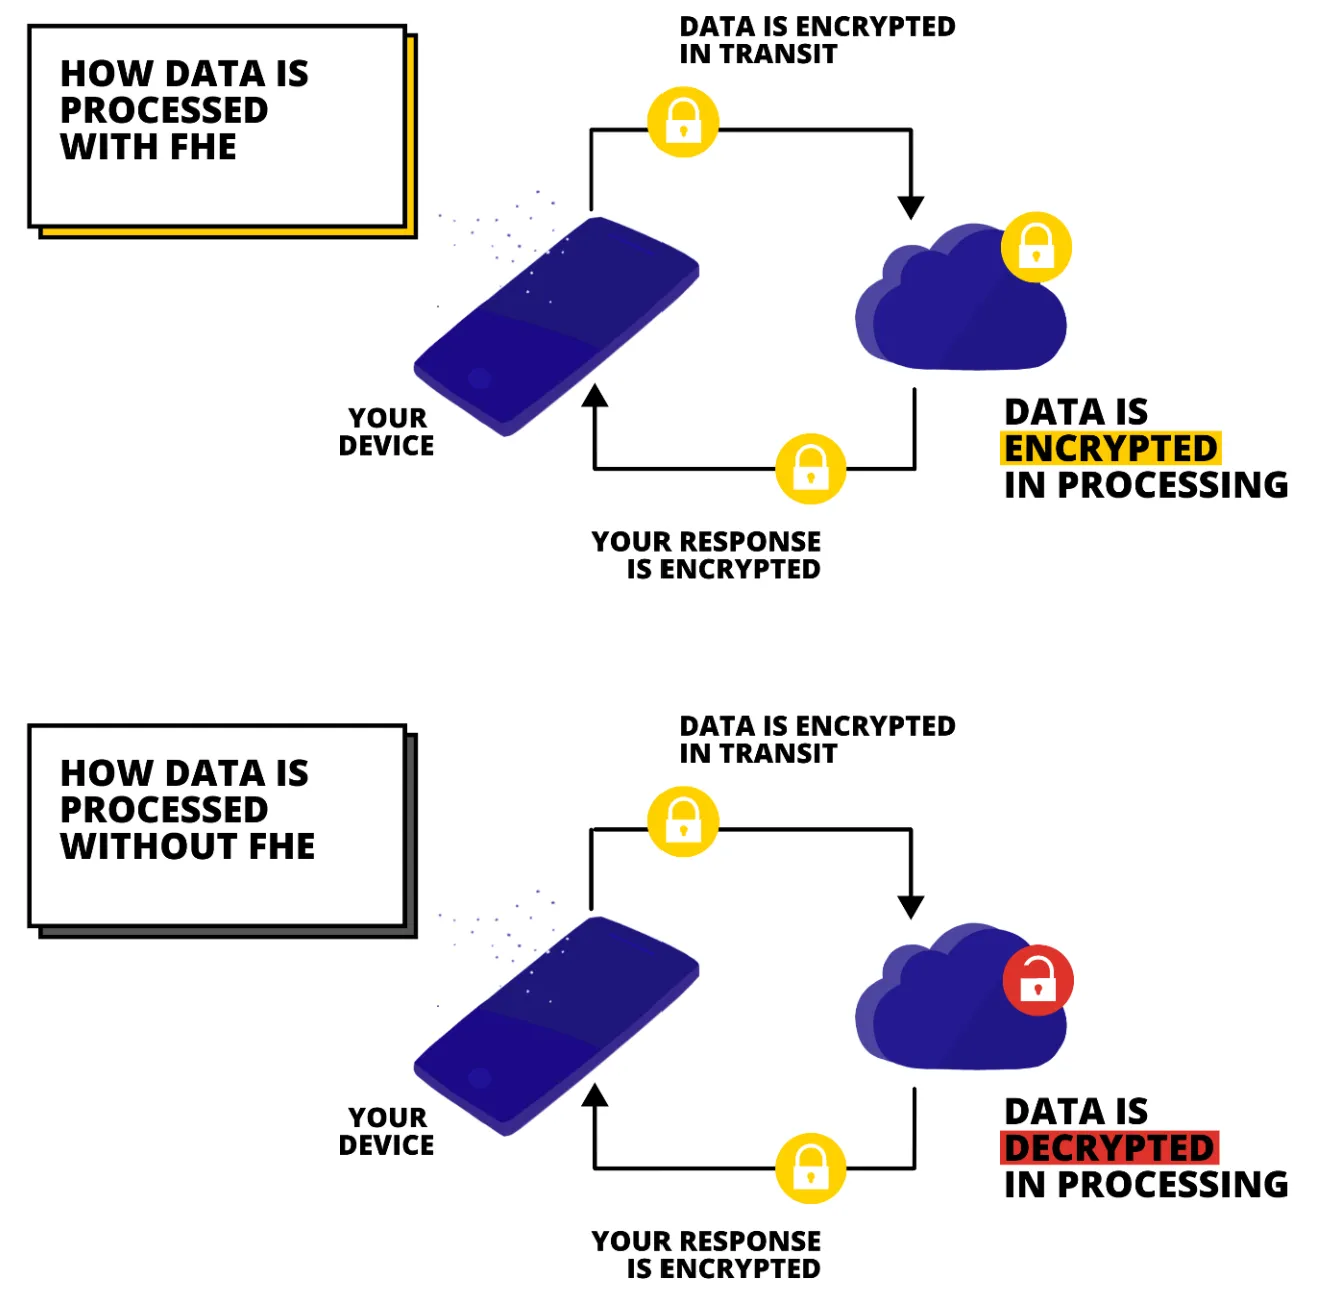 HOW DATA IS
PROCESSED
WITH FHE
DATA IS ENCRYPTED
IN TRANSIT
YOUR
DEVICE
DATA IS
ENCRYPTED
IN PROCESSING
YOUR RESPONSE
IS ENCRYPTED
HOW DATA IS
PROCESSED
WITHOUT FHE
DATA IS ENCRYPTED
IN TRANSIT
YOUR
DEVICE
DATA IS
DECRYPTED
IN PROCESSING
YOUR RESPONSE
IS ENCRYPTED